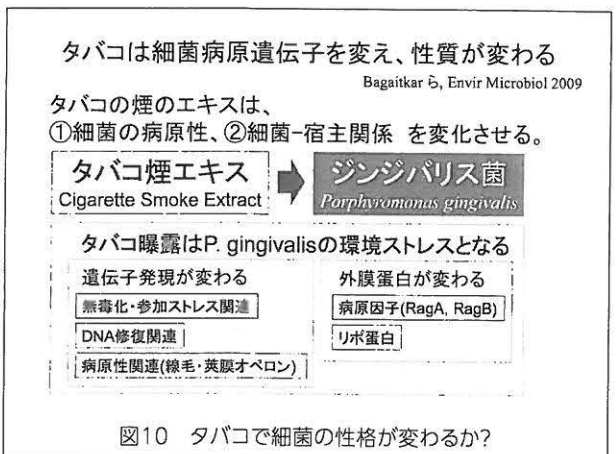 タバコは細菌病原遺伝子を変え、性質が変わる
Bagaitkar ら, Envir Microbiol 2009
タバコの煙のエキスは、
①細菌の病原性、②細菌-宿主関係 を変化させる。
タバコ煙エキス
Cigarette Smoke Extract
ジンジバリス菌
Porphyromonas gingivalis
タバコ曝露はP. gingivalisの環境ストレスとなる
遺伝子発現が変わる
無毒化・参加ストレス関連
DNA修復関連
病原性関連(線毛・莢膜オペロン)
外膜蛋白が変わる
病原因子(RagA, RagB)
リポ蛋白
図10 タバコで細菌の性格が変わるか?